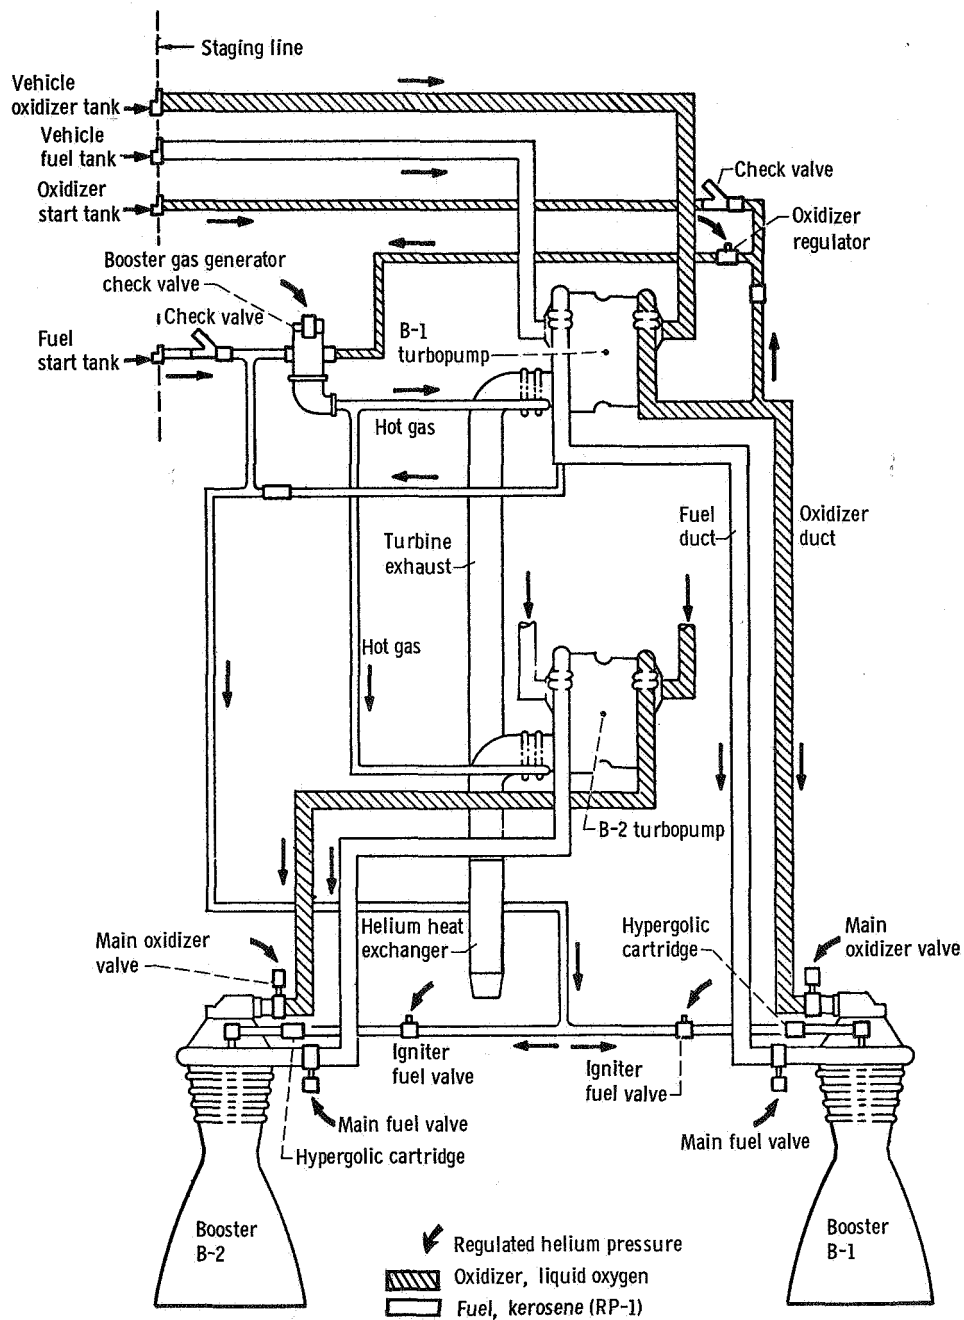 Staging line
Vehicle
oxidizer tank
Vehicle
fuel tank
Oxidizer
start tank
Check valve
Oxidizer
regulator
Booster gas generator
check valve
Check valve
Fuel
start tank
B-1
turbopump
Hot gas
Fuel
duct
Oxidizer
duct
Turbine
exhaust
Hot gas
B-2 turbopump
Main oxidizer
valve
Helium heat
exchanger
Hypergolic
cartridge
Main
oxidizer valve
Igniter
fuel valve
Igniter
fuel valve
Main fuel valve
Hypergolic cartridge
Main fuel valve
Booster
B-2
Booster
B-1
Regulated helium pressure
Oxidizer, liquid oxygen
Fuel, kerosene (RP-1)